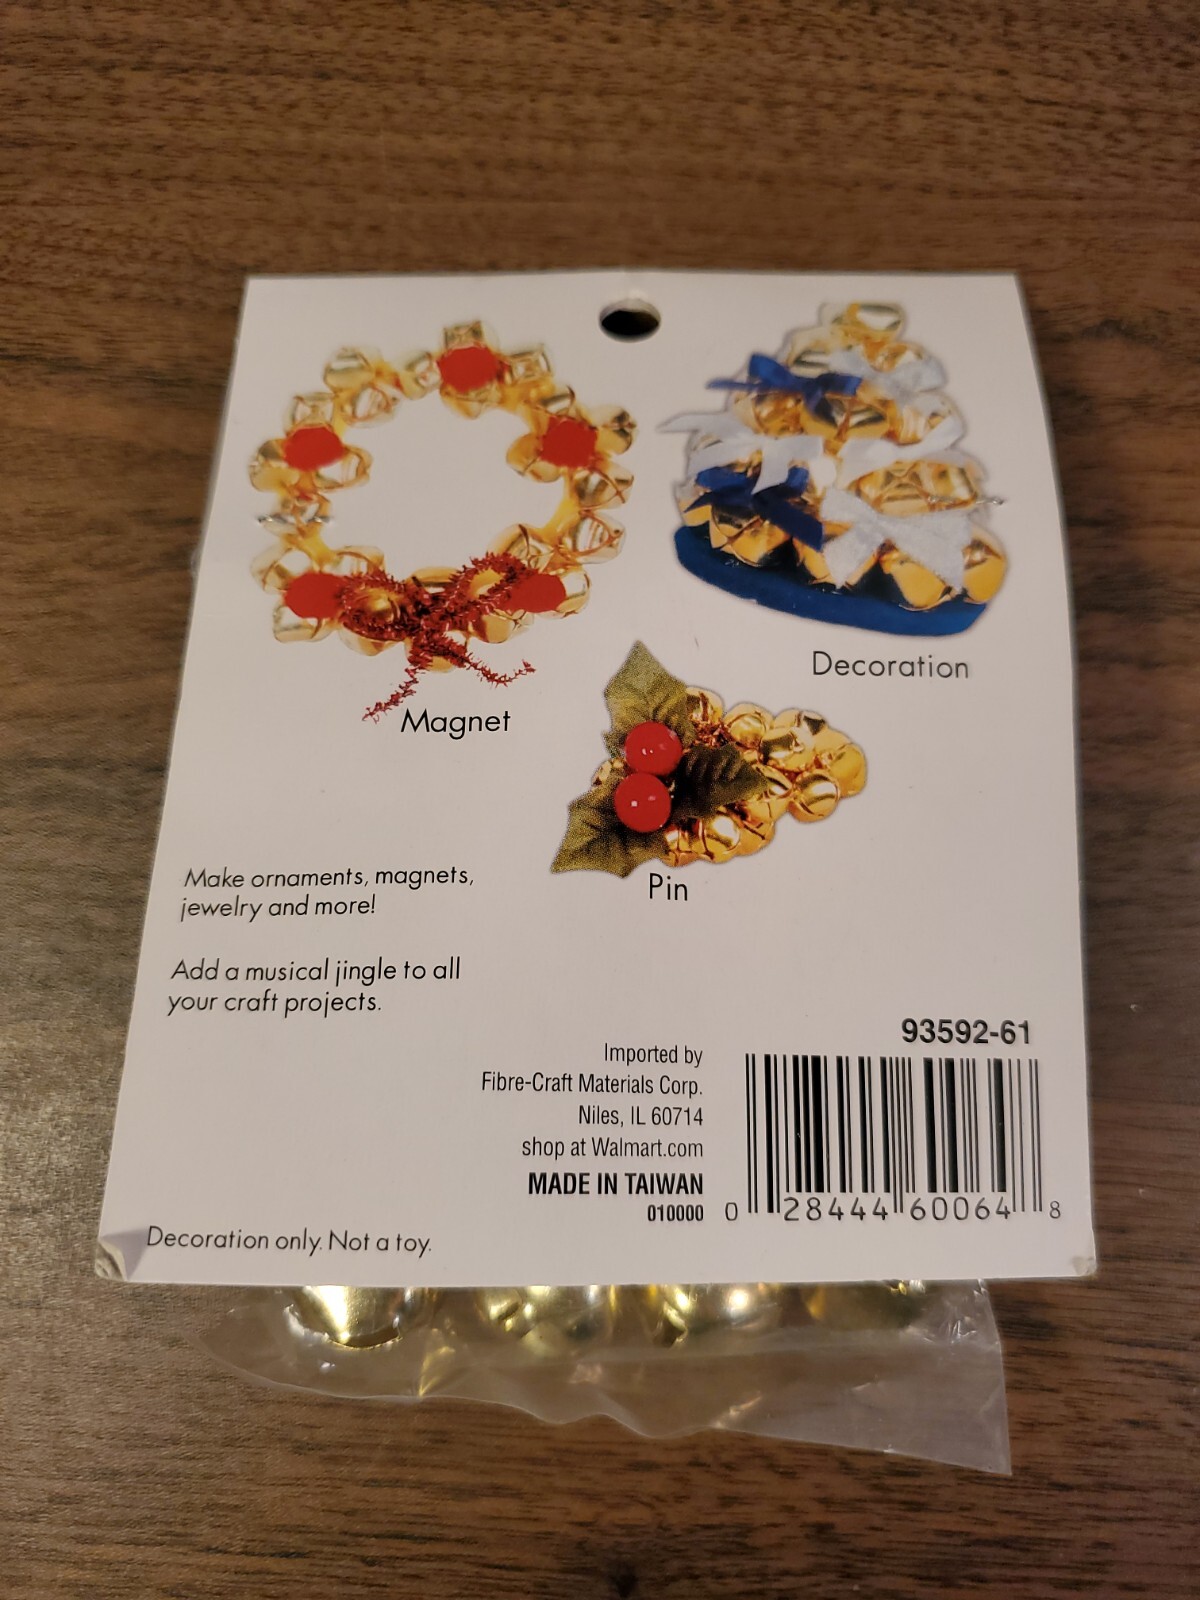 Decoration
Magnet
Pin
Make ornaments, magnets,
jewelry and more!
Add a musical jingle to all
your craft projects.
93592-61
Imported by
Fibre-Craft Materials Corp.
Niles, IL 60714
shop at Walmart.com
MADE IN TAIWAN
010000
0 28444 60064 8
Decoration only. Not a toy.